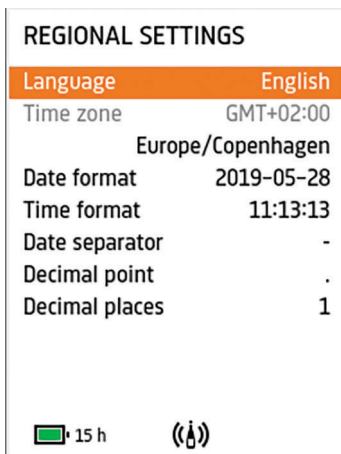 REGIONAL SETTINGS
Language English
Time zone GMT+02:00
Europe/Copenhagen
Date format 2019-05-28
Time format 11:13:13
Date separator -
Decimal point .
Decimal places 1
15 h